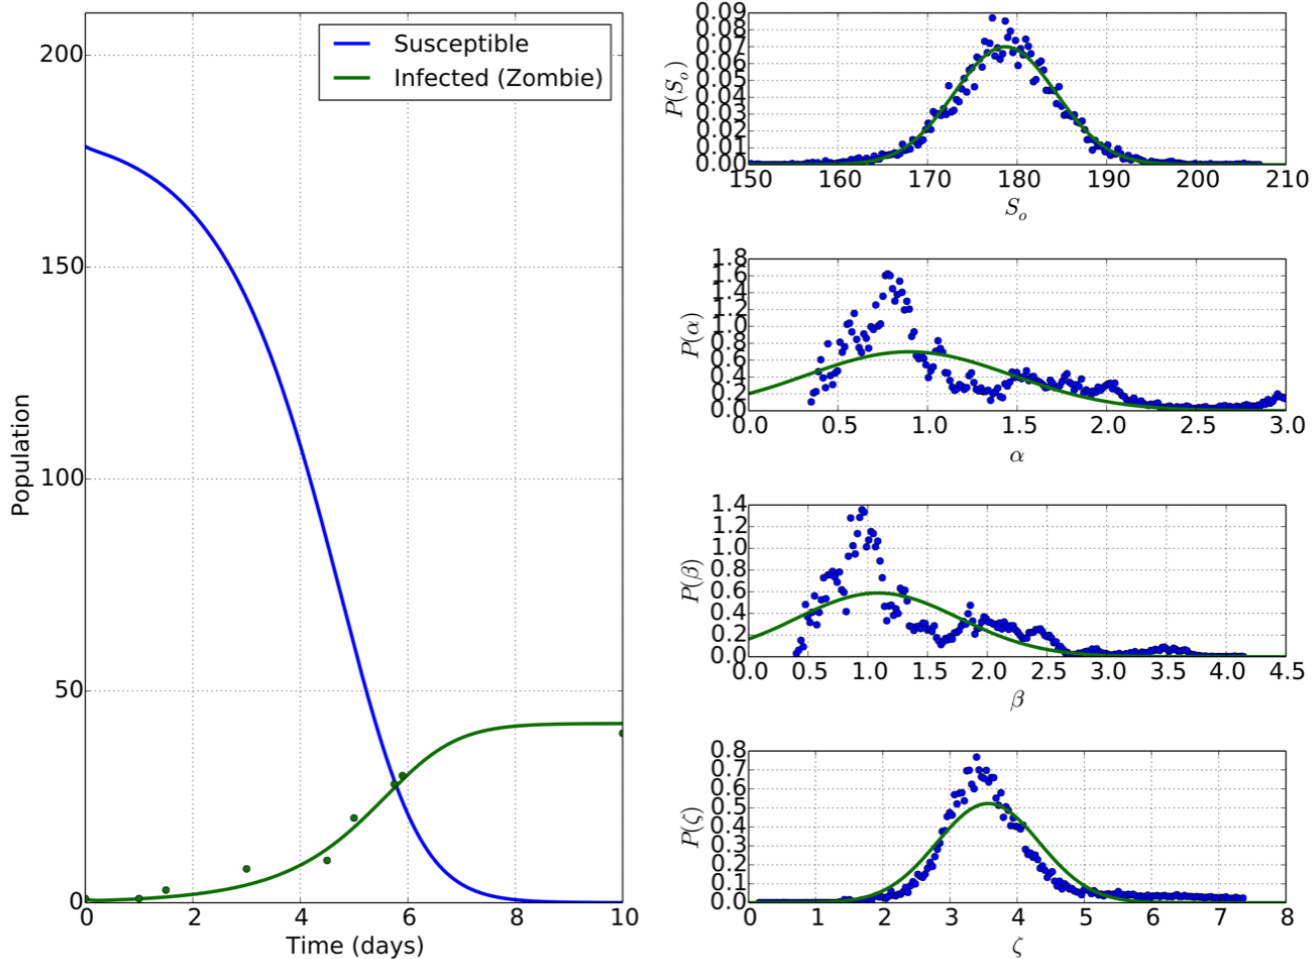 Susceptible
Infected (Zombie)
200
150
100
50
0
Population
0 2 4 6 8 10
Time (days)
0.09
0.08
0.07
0.06
0.05
0.04
0.03
0.02
0.01
0.00
P(S_o)
150 160 170 180 190 200 210
S_o
1.8
1.6
1.4
1.2
1.0
0.8
0.6
0.4
0.2
0.0
P(α)
0.0 0.5 1.0 1.5 2.0 2.5 3.0
α
1.4
1.2
1.0
0.8
0.6
0.4
0.2
0.0
P(β)
0.0 0.5 1.0 1.5 2.0 2.5 3.0 3.5 4.0 4.5
β
0.8
0.7
0.6
0.5
0.4
0.3
0.2
0.1
0.0
P(ζ)
0 1 2 3 4 5 6 7 8
ζ